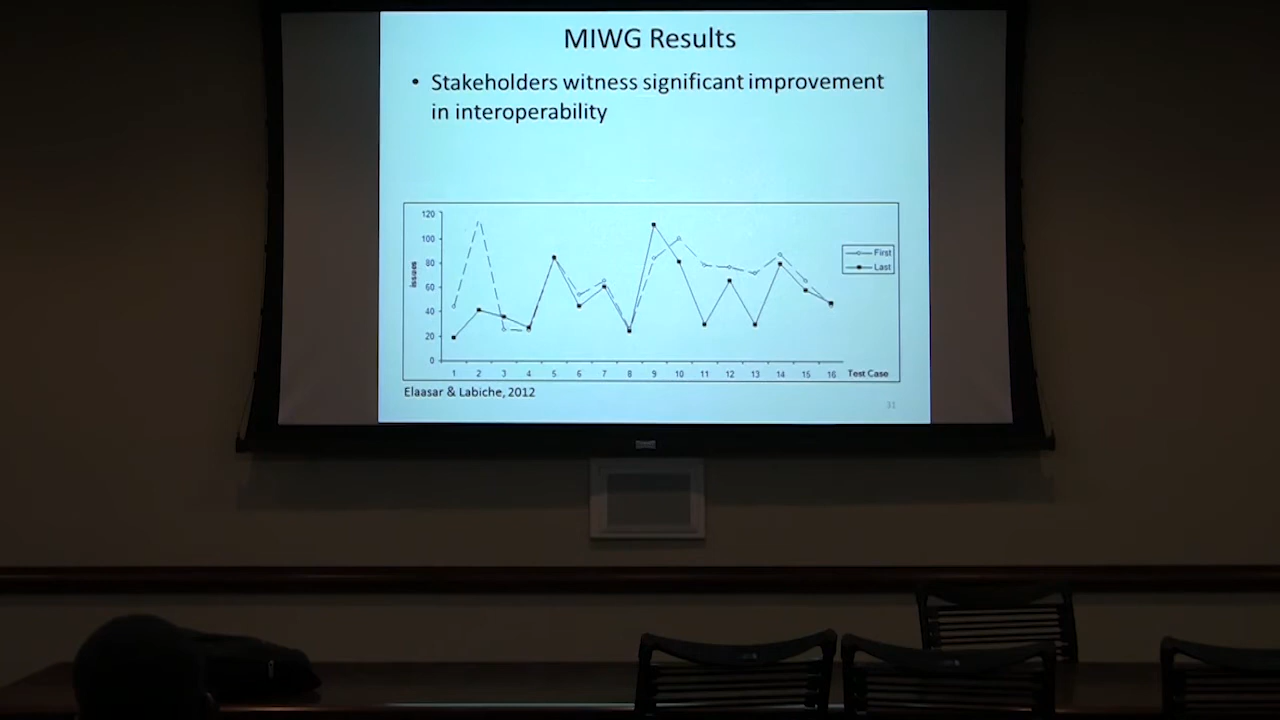 MIWG Results
• Stakeholders witness significant improvement
in interoperability
120
100
80
60
40
20
0
issues
First
Last
1 2 3 4 5 6 7 8 9 10 11 12 13 14 15 16 Test Case
Elaasar & Labiche, 2012
31